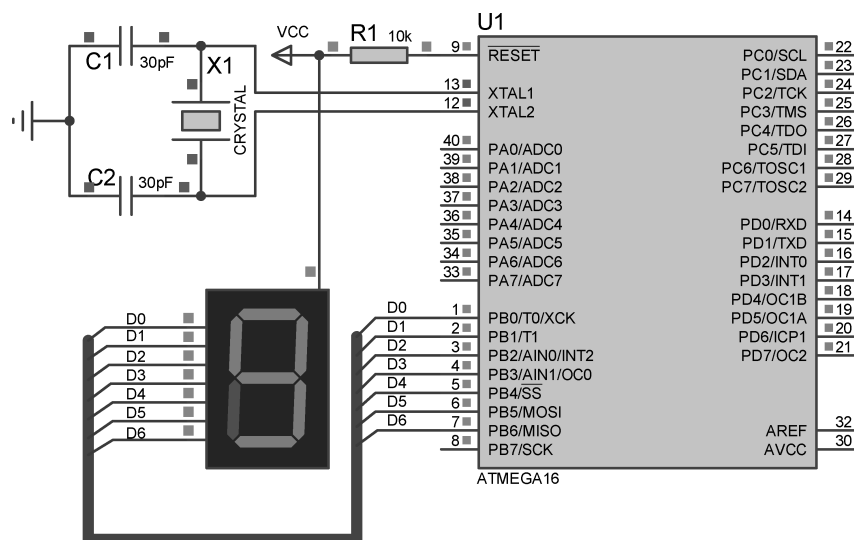 U1
VCC
R1
10k
C1
30pF
X1
CRYSTAL
C2
30pF
9
RESET
13
XTAL1
12
XTAL2
40
PA0/ADC0
39
PA1/ADC1
38
PA2/ADC2
37
PA3/ADC3
36
PA4/ADC4
35
PA5/ADC5
34
PA6/ADC6
33
PA7/ADC7
D0
1
PB0/T0/XCK
D1
2
PB1/T1
D2
3
PB2/AIN0/INT2
D3
4
PB3/AIN1/OC0
D4
5
PB4/SS
D5
6
PB5/MOSI
D6
7
PB6/MISO
8
PB7/SCK
PC0/SCL
22
PC1/SDA
23
PC2/TCK
24
PC3/TMS
25
PC4/TDO
26
PC5/TDI
27
PC6/TOSC1
28
PC7/TOSC2
29
PD0/RXD
14
PD1/TXD
15
PD2/INT0
16
PD3/INT1
17
PD4/OC1B
18
PD5/OC1A
19
PD6/ICP1
20
PD7/OC2
21
AREF
32
AVCC
30
ATMEGA16
D0
D1
D2
D3
D4
D5
D6